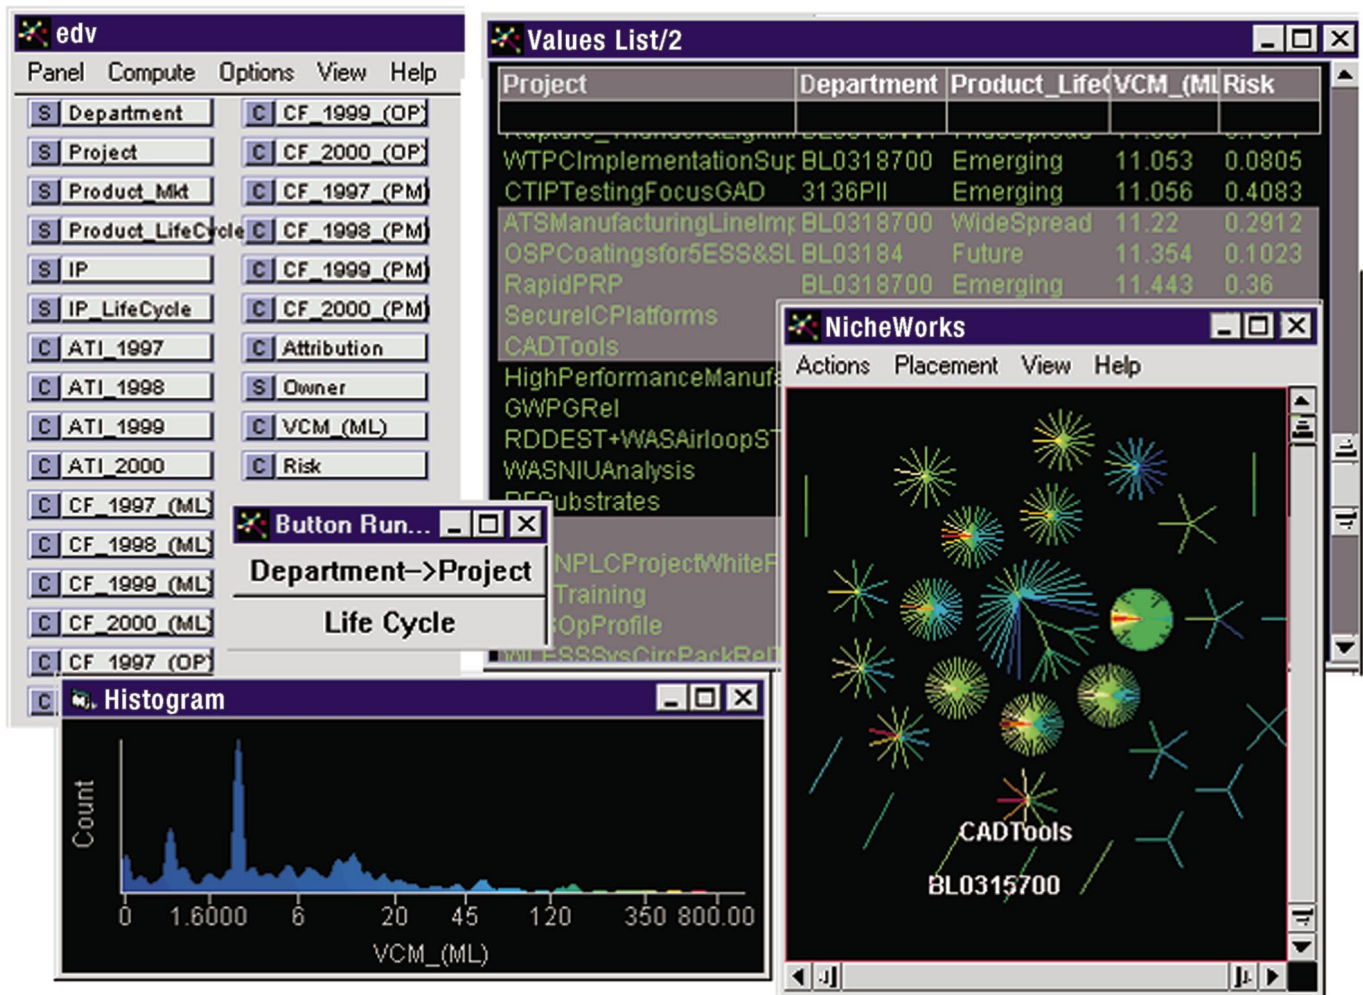 edv
Panel Compute Options View Help
S Department
S Project
S Product_Mkt
S Product_LifeCycle
S IP
S IP_LifeCycle
C ATI_1997
C ATI_1998
C ATI_1999
C ATI_2000
C CF_1997_(ML)
C CF_1998_(ML)
C CF_1999_(ML)
C CF_2000_(ML)
C CF_1997_(OP)
C
C CF_1999_(OP)
C CF_2000_(OP)
C CF_1997_(PM)
C CF_1998_(PM)
C CF_1999_(PM)
C CF_2000_(PM)
C Attribution
S Owner
C VCM_(ML)
C Risk
Values List/2
Project Department Product_Life( VCM_(ML Risk
WTPCImplementationSup BL0318700 Emerging 11.053 0.0805
CTIPTestingFocusGAD 3136PII Emerging 11.056 0.4083
ATSManufacturingLineImp BL0318700 WideSpread 11.22 0.2912
OSPCoatingsfor5ESS&SL BL03184 Future 11.354 0.1023
RapidPRP BL0318700 Emerging 11.443 0.36
SecureICPlatforms
CADTools
HighPerformanceManufa
GWPGRel
RDDEST+WASAirloopST
WASNIUAnalysis
RFSubstrates
NPLCProjectWhiteP
Training
OpProfile
Button Run...
Department->Project
Life Cycle
NicheWorks
Actions Placement View Help
CADTools
BL0315700
Histogram
Count
0 1.6000 6 20 45 120 350 800.00
VCM_(ML)